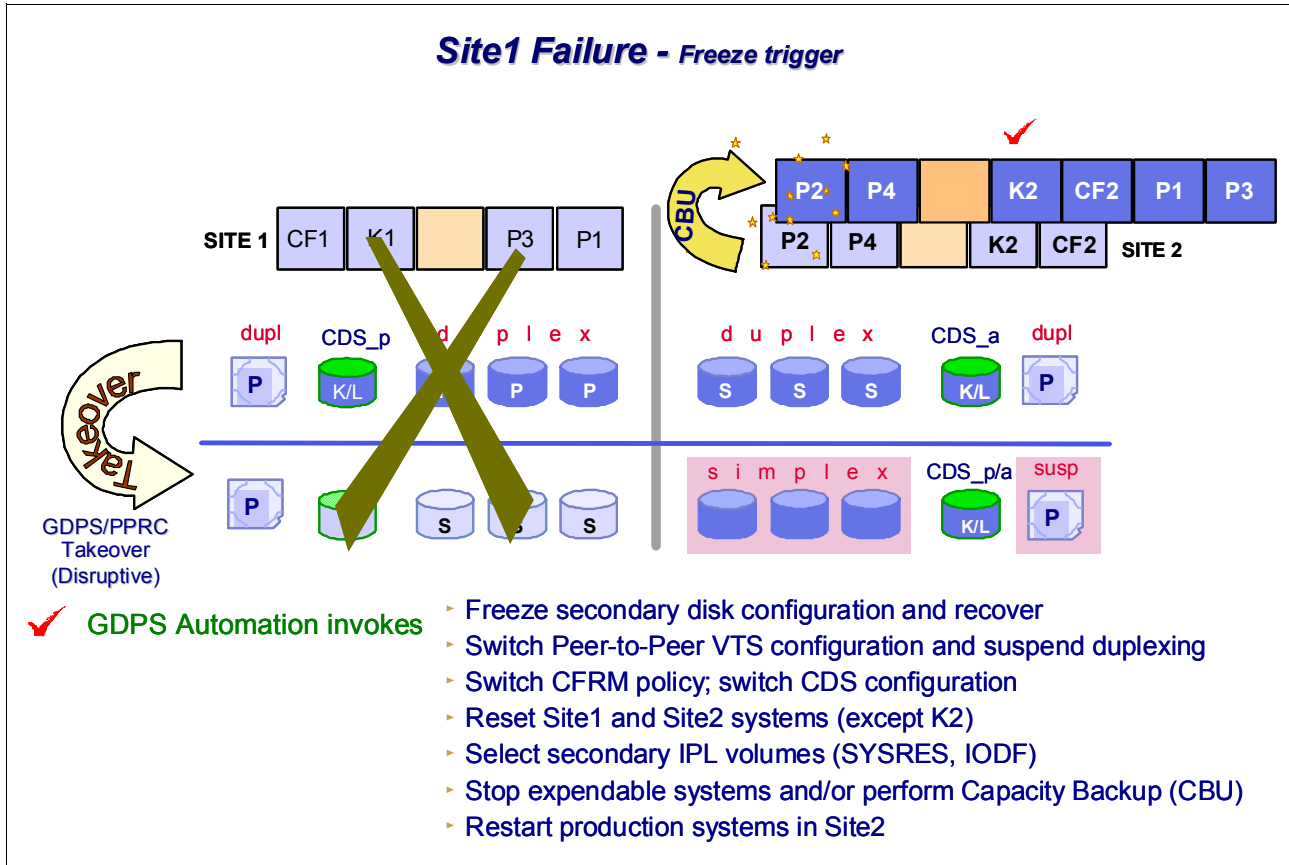 Site1 Failure - Freeze trigger
P2 P4 K2 CF2 P1 P3
CBU
SITE 1 CF1 K1 P3 P1
P2 P4 K2 CF2 SITE 2
dupl CDS_p d plex duplex CDS_a dupl
P K/L P P S S S K/L P
Takeover
simplex CDS_p/a susp
P S S S K/L P
GDPS/PPRC
Takeover
(Disruptive)
GDPS Automation invokes
Freeze secondary disk configuration and recover
Switch Peer-to-Peer VTS configuration and suspend duplexing
Switch CFRM policy; switch CDS configuration
Reset Site1 and Site2 systems (except K2)
Select secondary IPL volumes (SYSRES, IODF)
Stop expendable systems and/or perform Capacity Backup (CBU)
Restart production systems in Site2